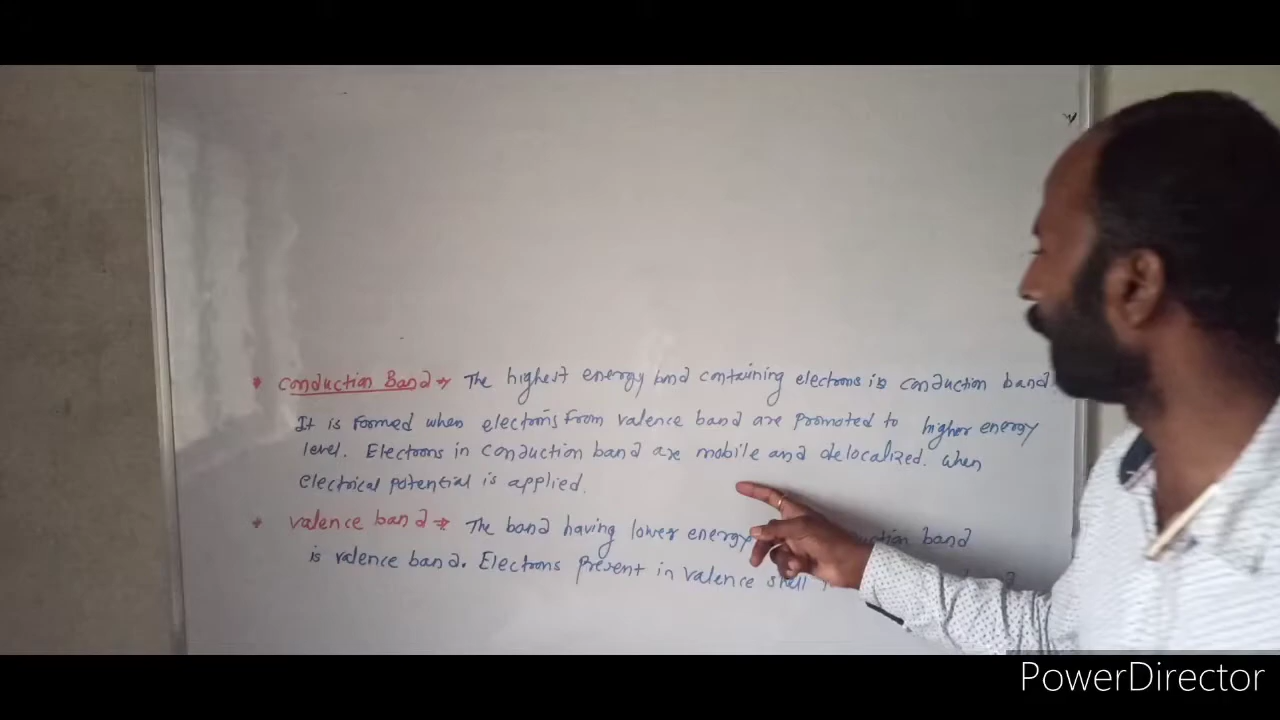 * Conduction Band → The highest energy band containing electrons is conduction band
It is formed when electrons from valence band are promoted to higher energy
level. Electrons in conduction band are mobile and delocalized. When
electrical potential is applied.
* valence band → The band having lower energy band
is valence band. Electrons present in valence shell
PowerDirector